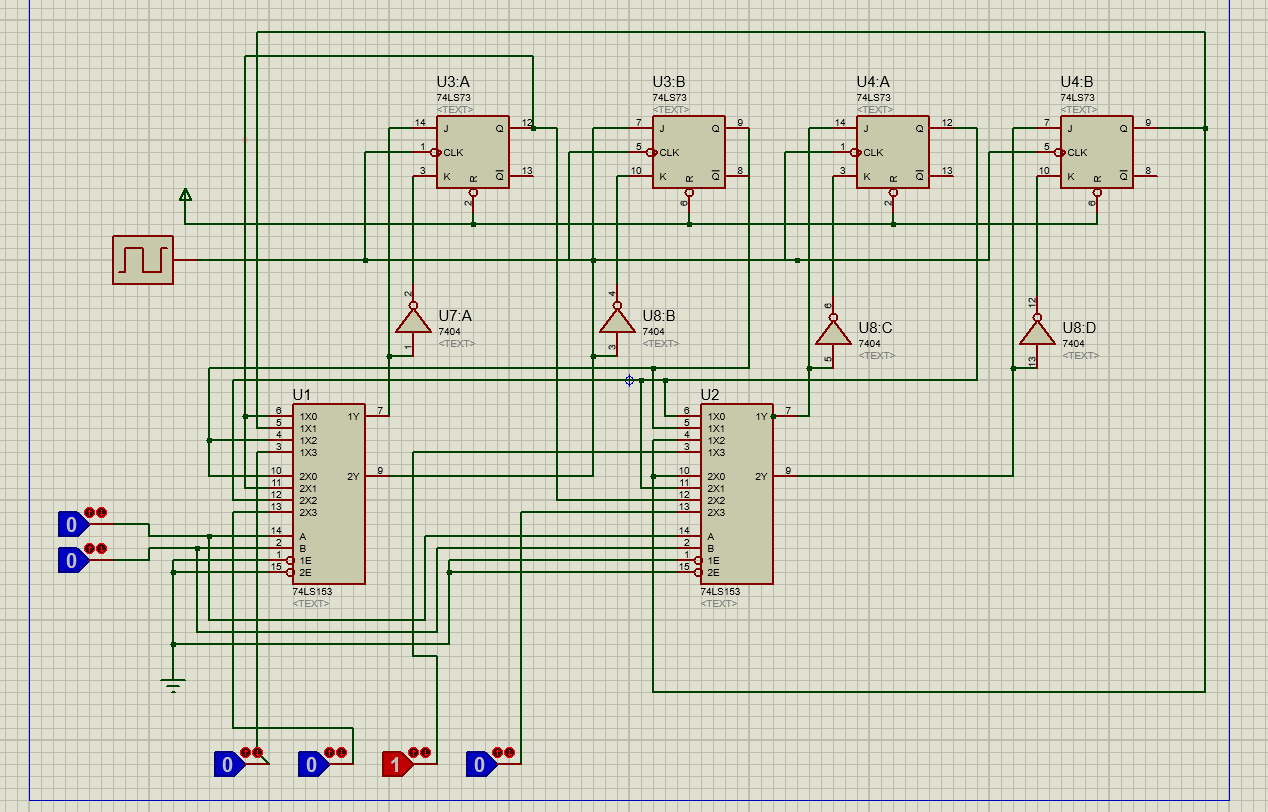 U3:A U3:B U4:A U4:B
74LS73 74LS73 74LS73 74LS73
<TEXT> <TEXT> <TEXT> <TEXT>
14 J Q 12 7 J Q 9 14 J Q 12 7 J Q 9
1 CLK 5 CLK 1 CLK 5 CLK
3 K Q 13 10 K Q 8 3 K Q 13 10 K Q 8
R R R R
2 6 2 6
2 4 6 12
U7:A U8:B U8:C U8:D
7404 7404 7404 7404
<TEXT> <TEXT> <TEXT> <TEXT>
1 3 5 13
U1 U2
6 1X0 1Y 7 6 1X0 1Y 7
5 1X1 5 1X1
4 1X2 4 1X2
3 1X3 3 1X3
10 2X0 2Y 9 10 2X0 2Y 9
11 2X1 11 2X1
12 2X2 12 2X2
13 2X3 13 2X3
0
14 A 14 A
2 B 2 B
0
1 1E 1 1E
15 2E 15 2E
74LS153 74LS153
<TEXT> <TEXT>
0 0 1 0